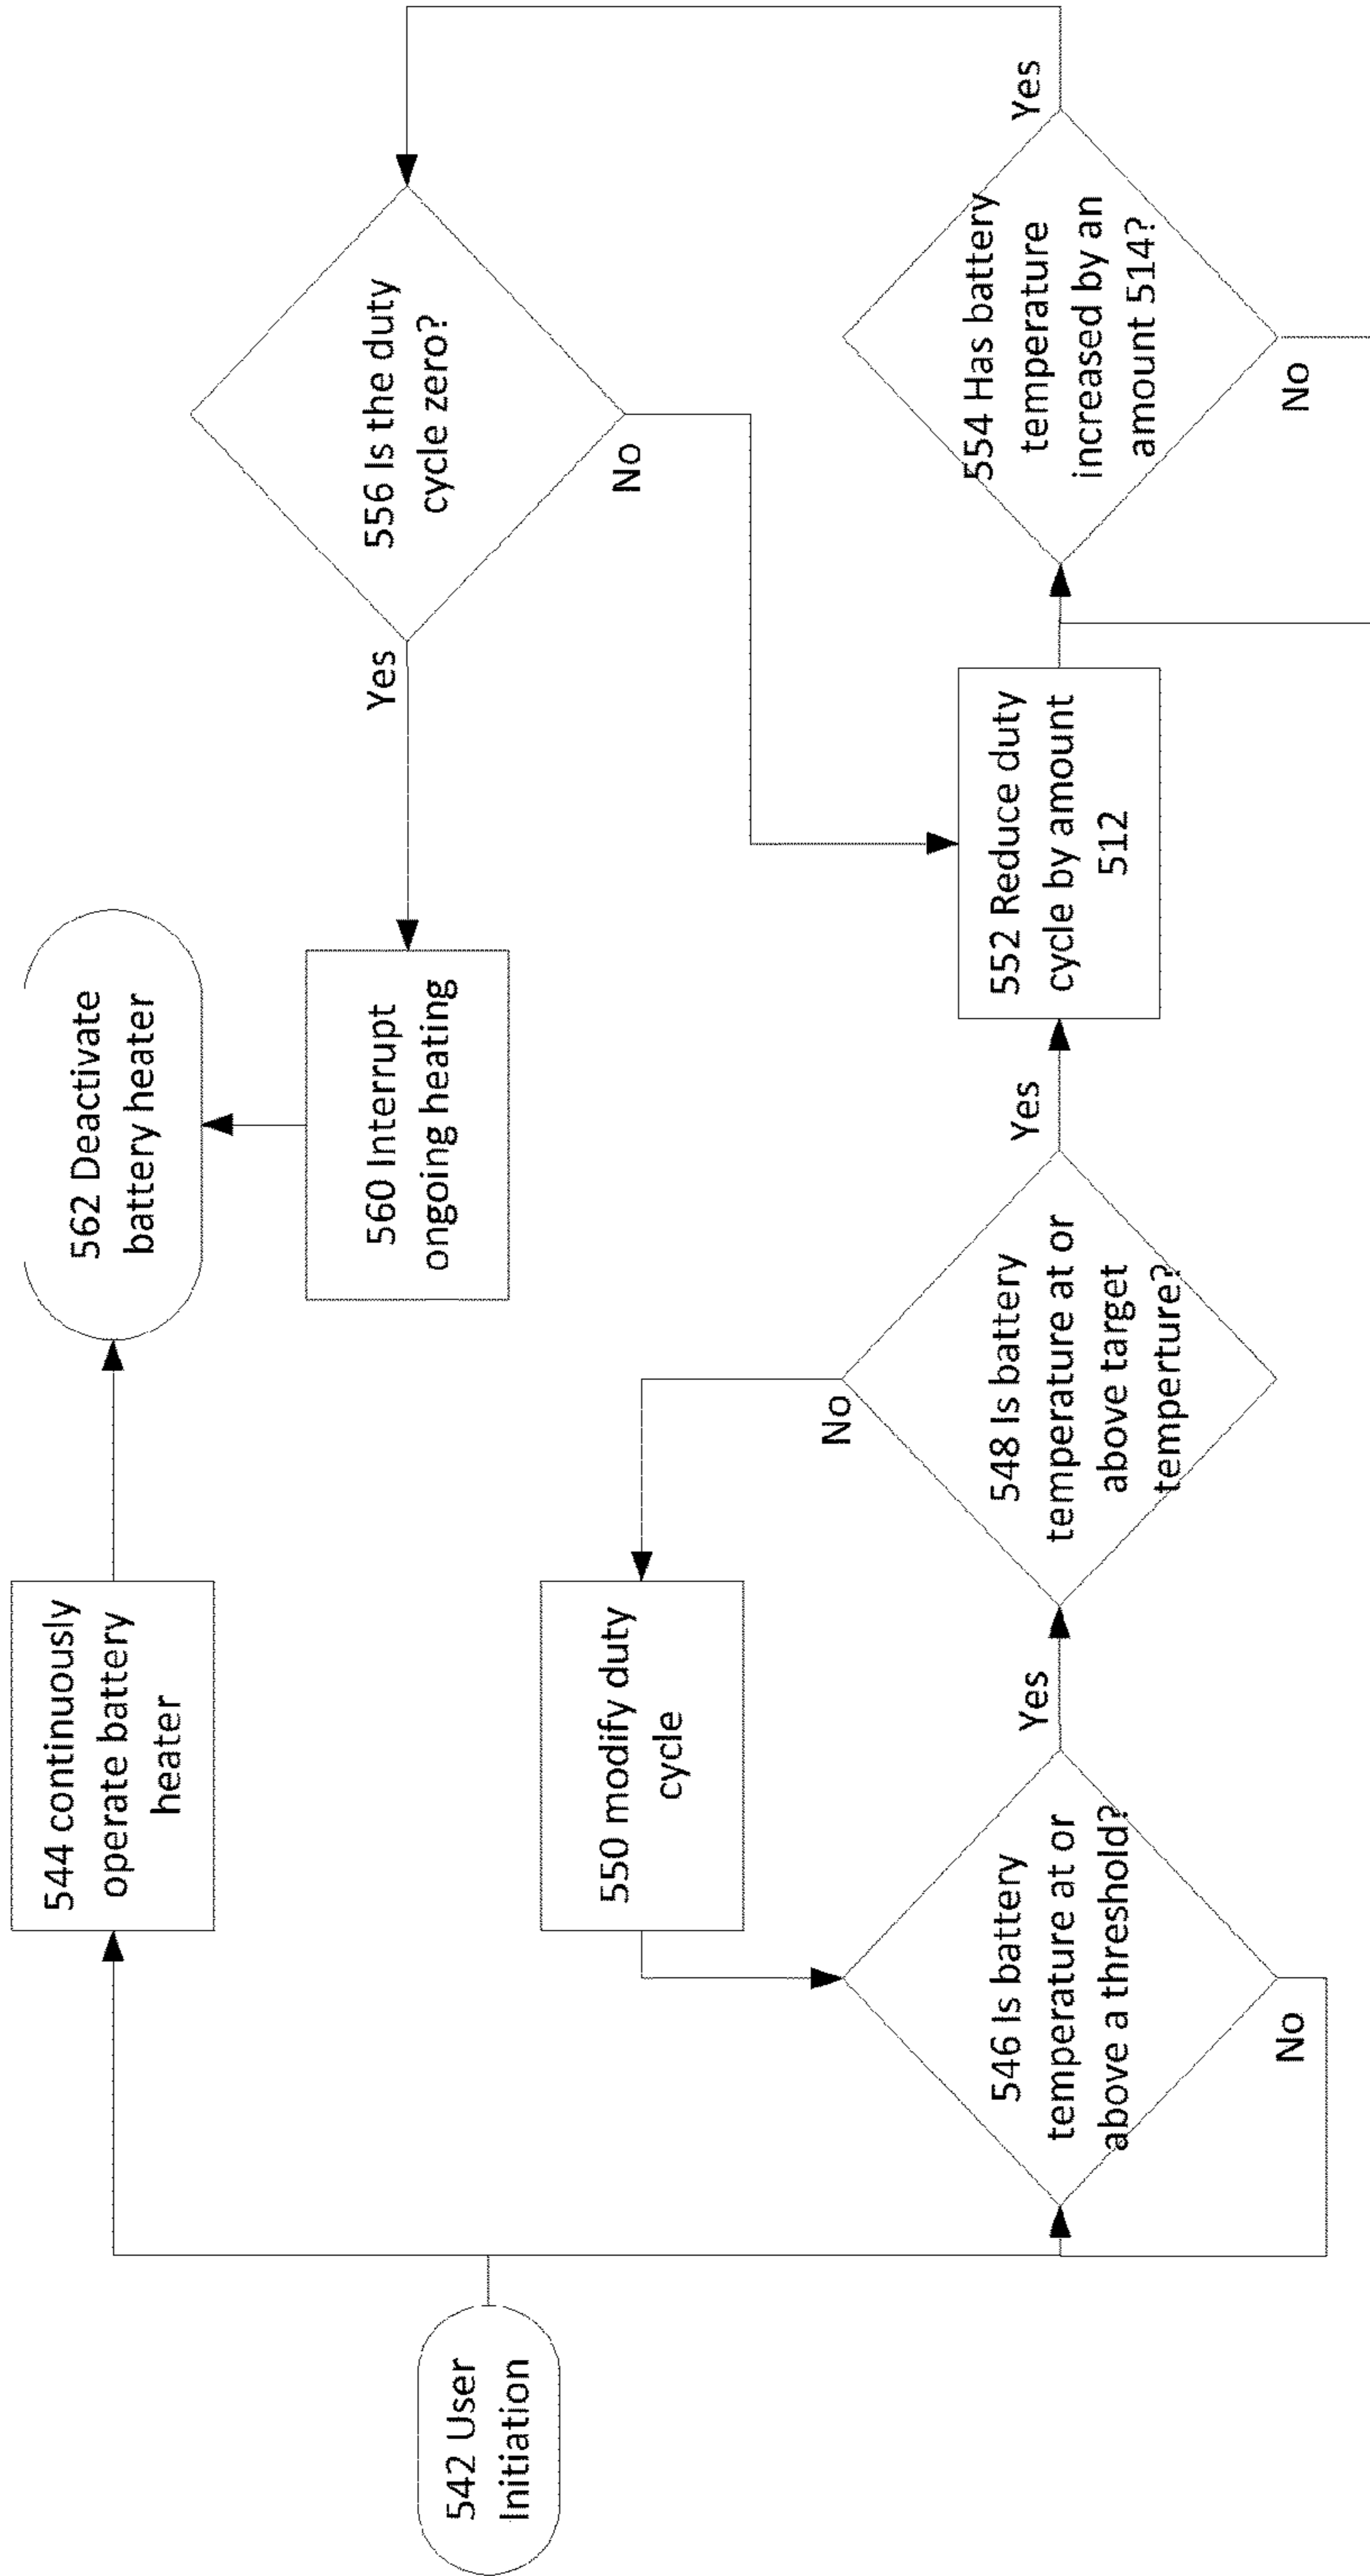 542 User
Initiation
544 continuously
operate battery
heater
562 Deactivate
battery heater
560 Interrupt
ongoing heating
Yes
556 Is the duty
cycle zero?
No
550 modify duty
cycle
546 Is battery
temperature at or
above a threshold?
No
Yes
548 Is battery
temperature at or
above target
temperture?
No
Yes
552 Reduce duty
cycle by amount
512
554 Has battery
temperature
increased by an
amount 514?
Yes
No